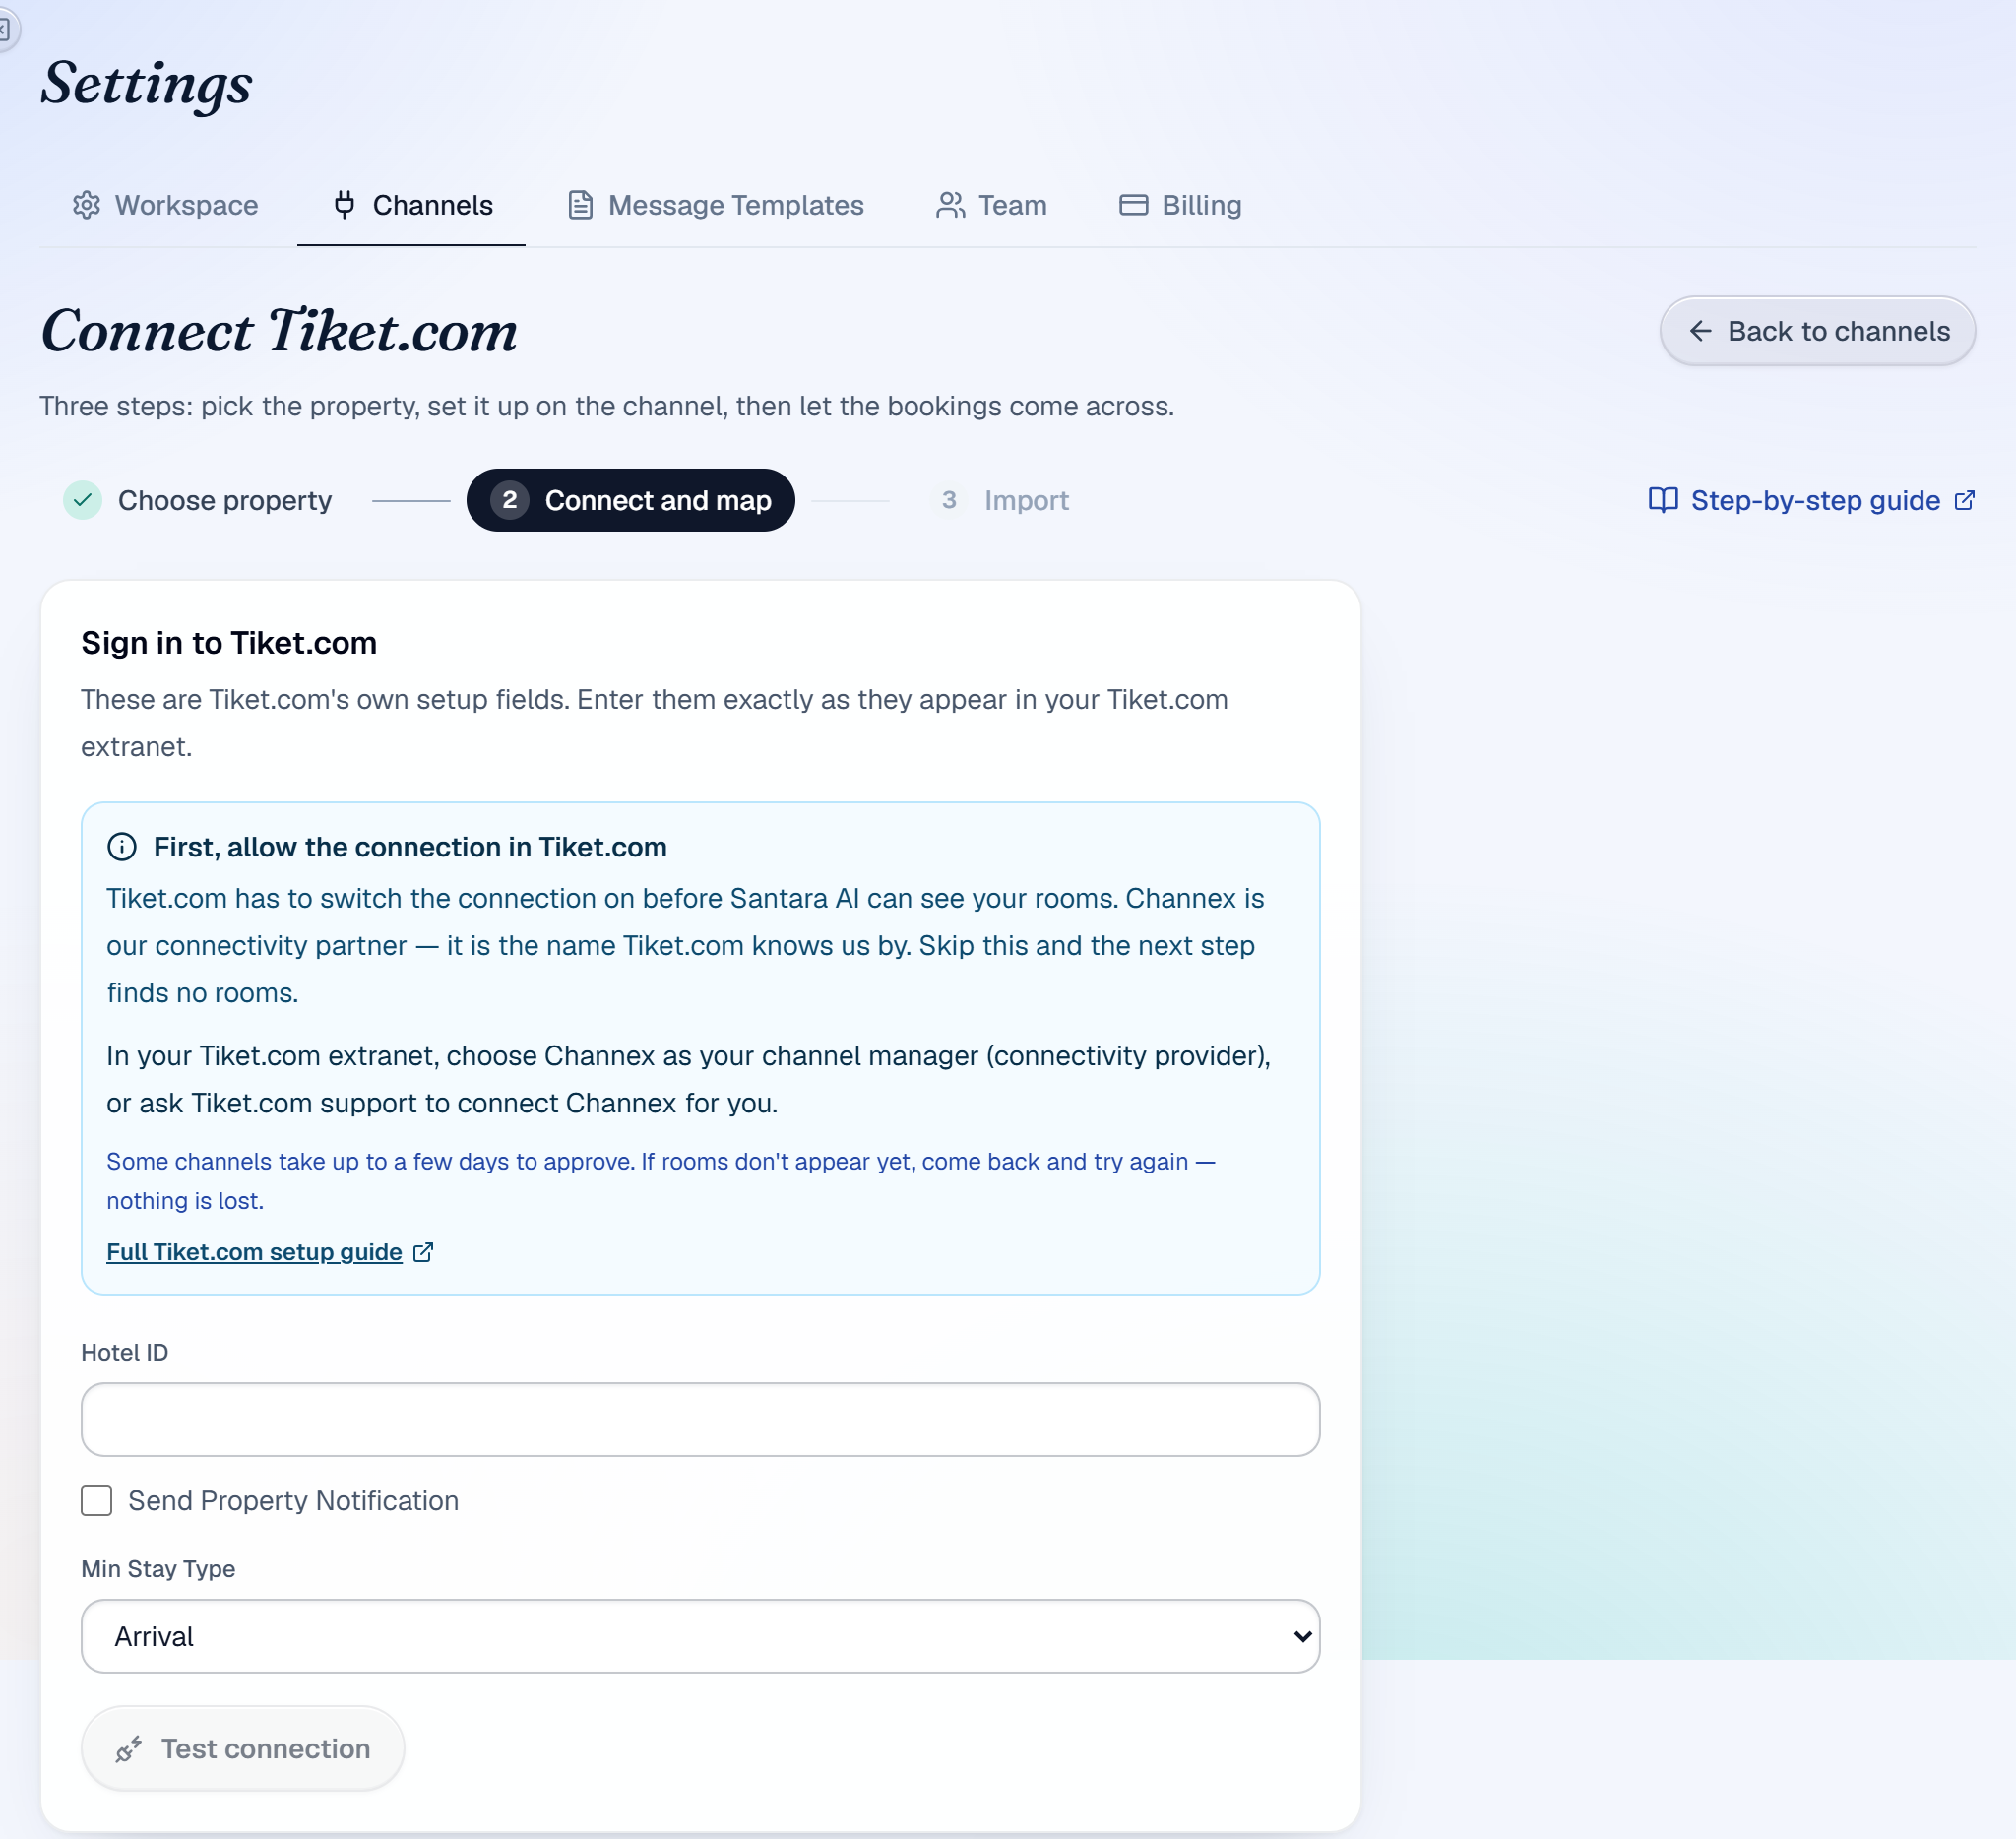 Settings
Workspace
Channels
Message Templates
Team
Billing
Connect Tiket.com
Back to channels
Three steps: pick the property, set it up on the channel, then let the bookings come across.
Choose property
2 Connect and map
3 Import
Step-by-step guide
Sign in to Tiket.com
These are Tiket.com's own setup fields. Enter them exactly as they appear in your Tiket.com
extranet.
First, allow the connection in Tiket.com
Tiket.com has to switch the connection on before Santara AI can see your rooms. Channex is
our connectivity partner — it is the name Tiket.com knows us by. Skip this and the next step
finds no rooms.
In your Tiket.com extranet, choose Channex as your channel manager (connectivity provider),
or ask Tiket.com support to connect Channex for you.
Some channels take up to a few days to approve. If rooms don't appear yet, come back and try again —
nothing is lost.
Full Tiket.com setup guide
Hotel ID
Send Property Notification
Min Stay Type
Arrival
Test connection